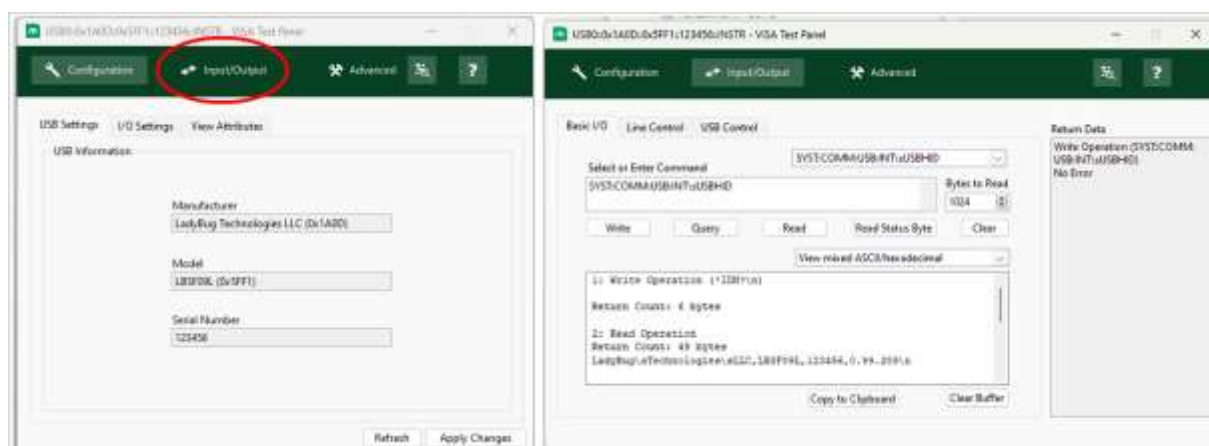 USB0::0x1A0D::0x5FF1::123456::INSTR - VISA Test Panel
Configuration
Input/Output
Advanced
?
USB Settings
I/O Settings
View Attributes
USB Information
Manufacturer
LadyBug Technologies LLC (0x1A0D)
Model
(0x5FF1)
Serial Number
123456
Refresh
Apply Changes
USB0::0x1A0D::0x5FF1::123456::INSTR - VISA Test Panel
Configuration
Input/Output
Advanced
?
Basic I/O
Line Control
USB Control
Select or Enter Command
SYST:COMM:USB:INT:\sUSBHID
SYST:COMM:USB:INT:\sUSBHID
Bytes to Read
1024
Write
Query
Read
Read Status Byte
Clear
View mixed ASCII/hexadecimal
1: Write Operation (*IDN?\n)
Return Count: 6 bytes
2: Read Operation
Return Count: 49 bytes
Copy to Clipboard
Clear Buffer
Return Data
Write Operation (SYST:COMM:
USB:INT:\sUSBHID)
No Error